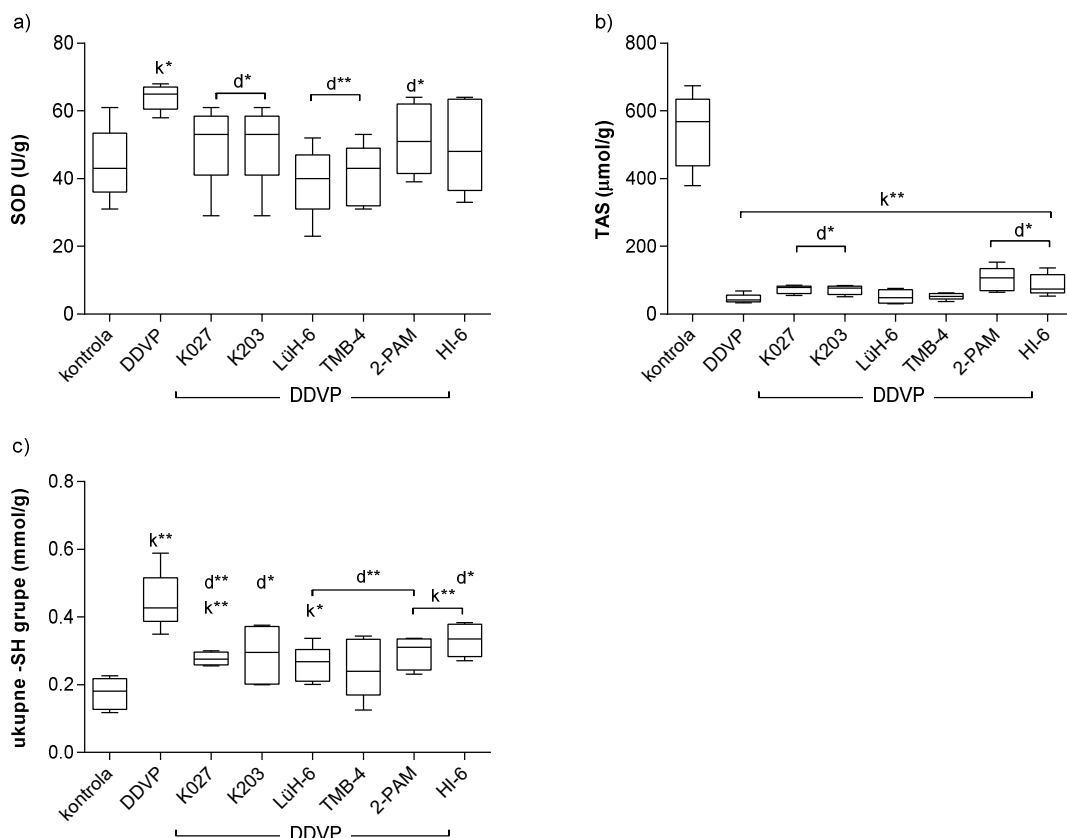 a)
80
60
40
20
0
SOD (U/g)
k*
d*
d**
d*
kontrola
DDVP
K027
K203
LüH-6
TMB-4
2-PAM
HI-6
DDVP
b)
800
600
400
200
0
TAS (µmol/g)
k**
d*
d*
kontrola
DDVP
K027
K203
LüH-6
TMB-4
2-PAM
HI-6
DDVP
c)
0.8
0.6
0.4
0.2
0.0
ukupne -SH grupe (mmol/g)
k**
d**
k**
d*
d**
k*
d*
k**
kontrola
DDVP
K027
K203
LüH-6
TMB-4
2-PAM
HI-6
DDVP